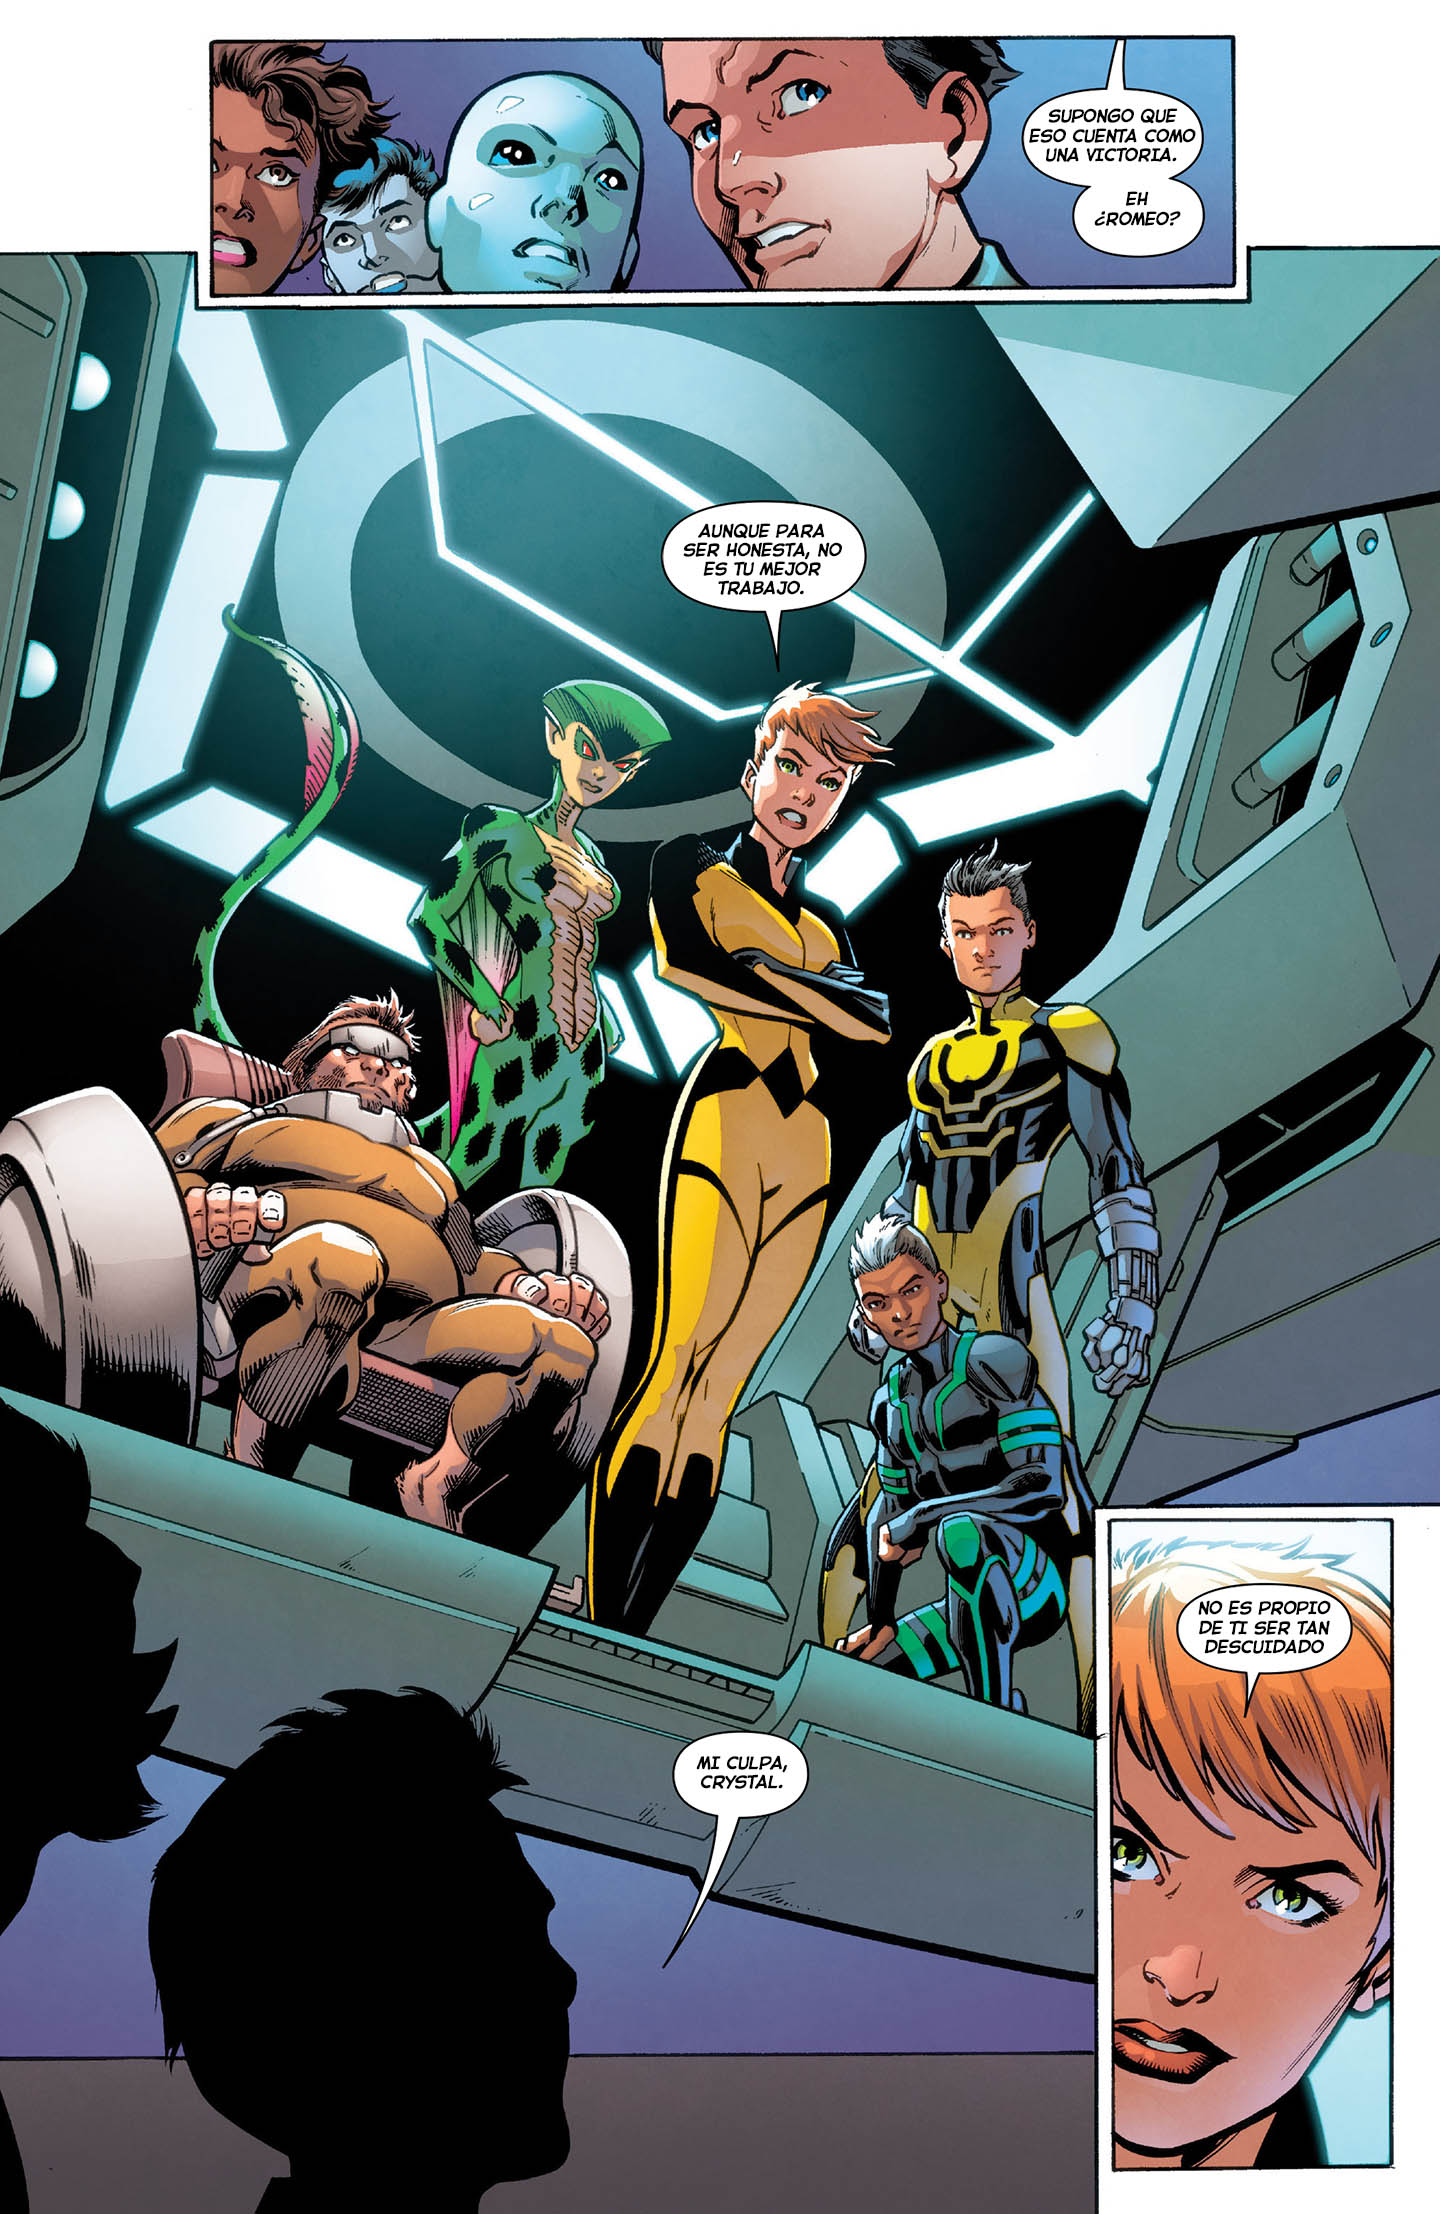 SUPONGO QUE
ESO CUENTA COMO
UNA VICTORIA.
EH
¿ROMEO?
AUNQUE PARA
SER HONESTA, NO
ES TU MEJOR
TRABAJO.
MI CULPA,
CRYSTAL.
NO ES PROPIO
DE TI SER TAN
DESCUIDADO